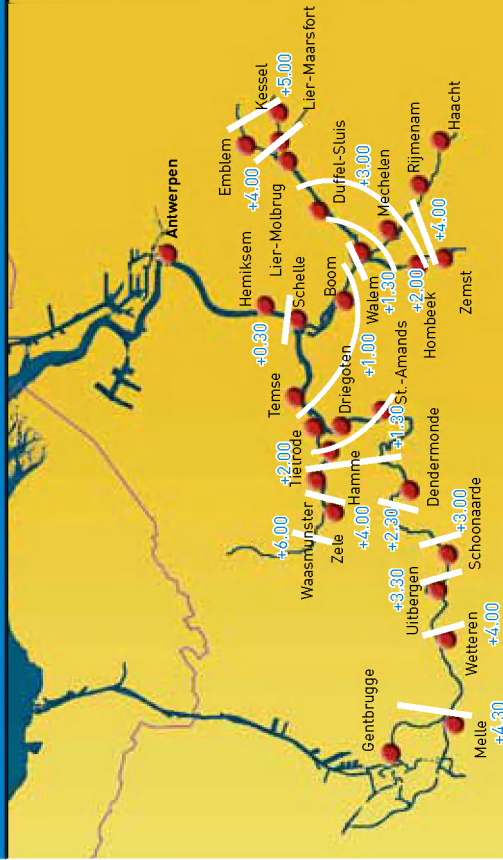 Antwerpen
Hemiksem
Schelle
+0.30
Emblem
Kessel
+5.00
+4.00
Lier-Maarsfort
Lier-Molbrug
Duffel-Sluis
+3.00
Mechelen
Rijmenam
Haacht
+4.00
Boom
Walem
+1.30
+2.00
Hombeek
Zemst
Temse
Driegoten
+1.00
St.-Amands
+1.30
+2.00
Tielrode
Hamme
Waasmunster
+6.00
Zele
+4.00
+2.30
Dendermonde
+3.00
Schoonaarde
+3.30
Uitbergen
Wetteren
+4.00
Gentbrugge
Melle
+4.30